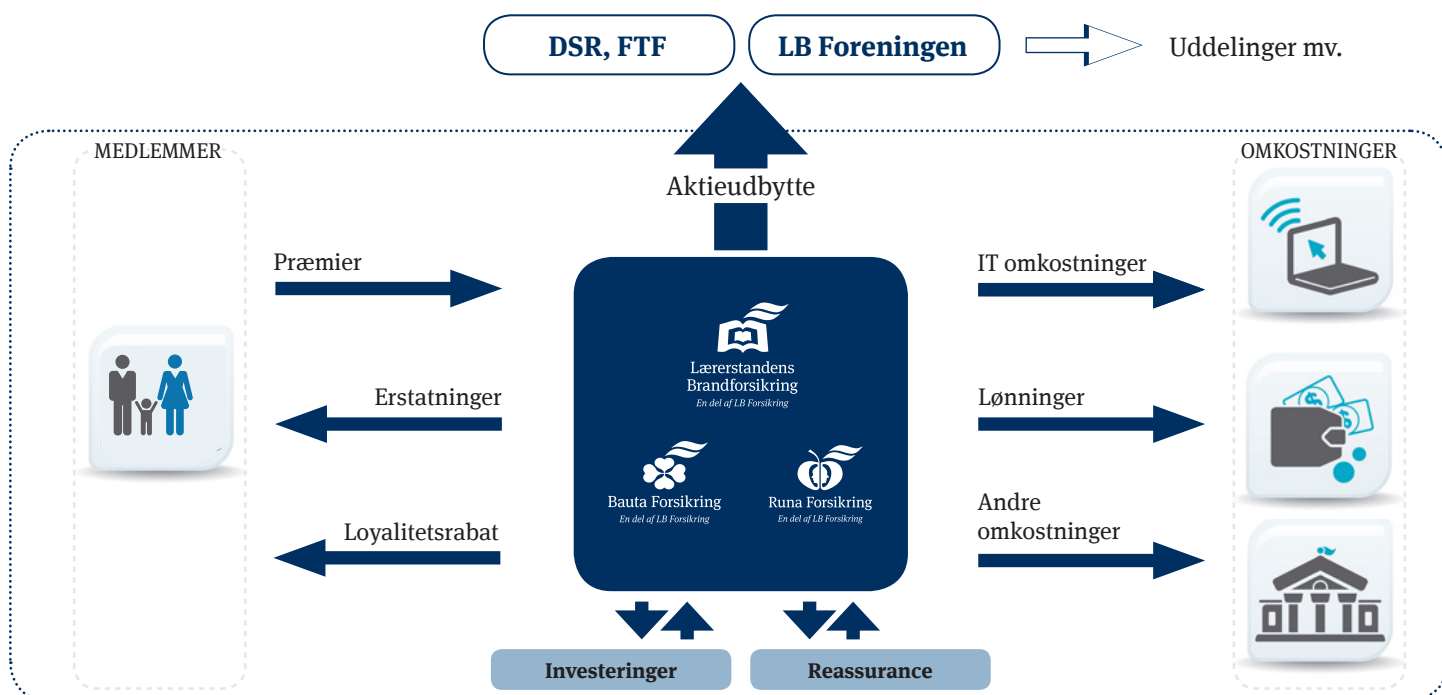 DSR, FTF
LB Foreningen
Uddelinger mv.
MEDLEMMER
OMKOSTNINGER
Aktieudbytte
Præmier
IT omkostninger
Lærerstandens
Brandforsikring
En del af LB Forsikring
Erstatninger
Lønninger
Bauta Forsikring
En del af LB Forsikring
Runa Forsikring
En del af LB Forsikring
Loyalitetsrabat
Andre
omkostninger
Investeringer
Reassurance